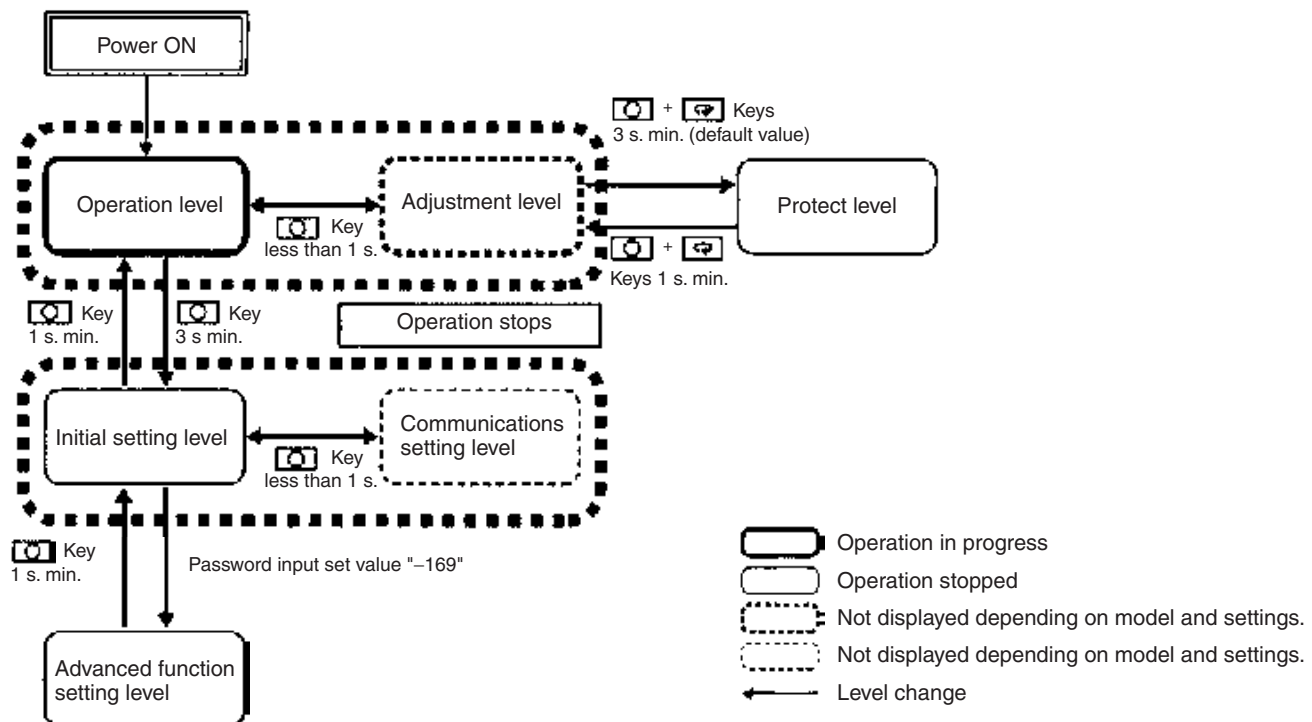 Power ON
+ Keys
3 s. min. (default value)
Operation level
Adjustment level
Protect level
Key
less than 1 s.
+
Keys 1 s. min.
Key
1 s. min.
Key
3 s min.
Operation stops
Initial setting level
Communications
setting level
Key
less than 1 s.
Key
1 s. min.
Password input set value "–169"
Advanced function
setting level
Operation in progress
Operation stopped
Not displayed depending on model and settings.
Not displayed depending on model and settings.
Level change